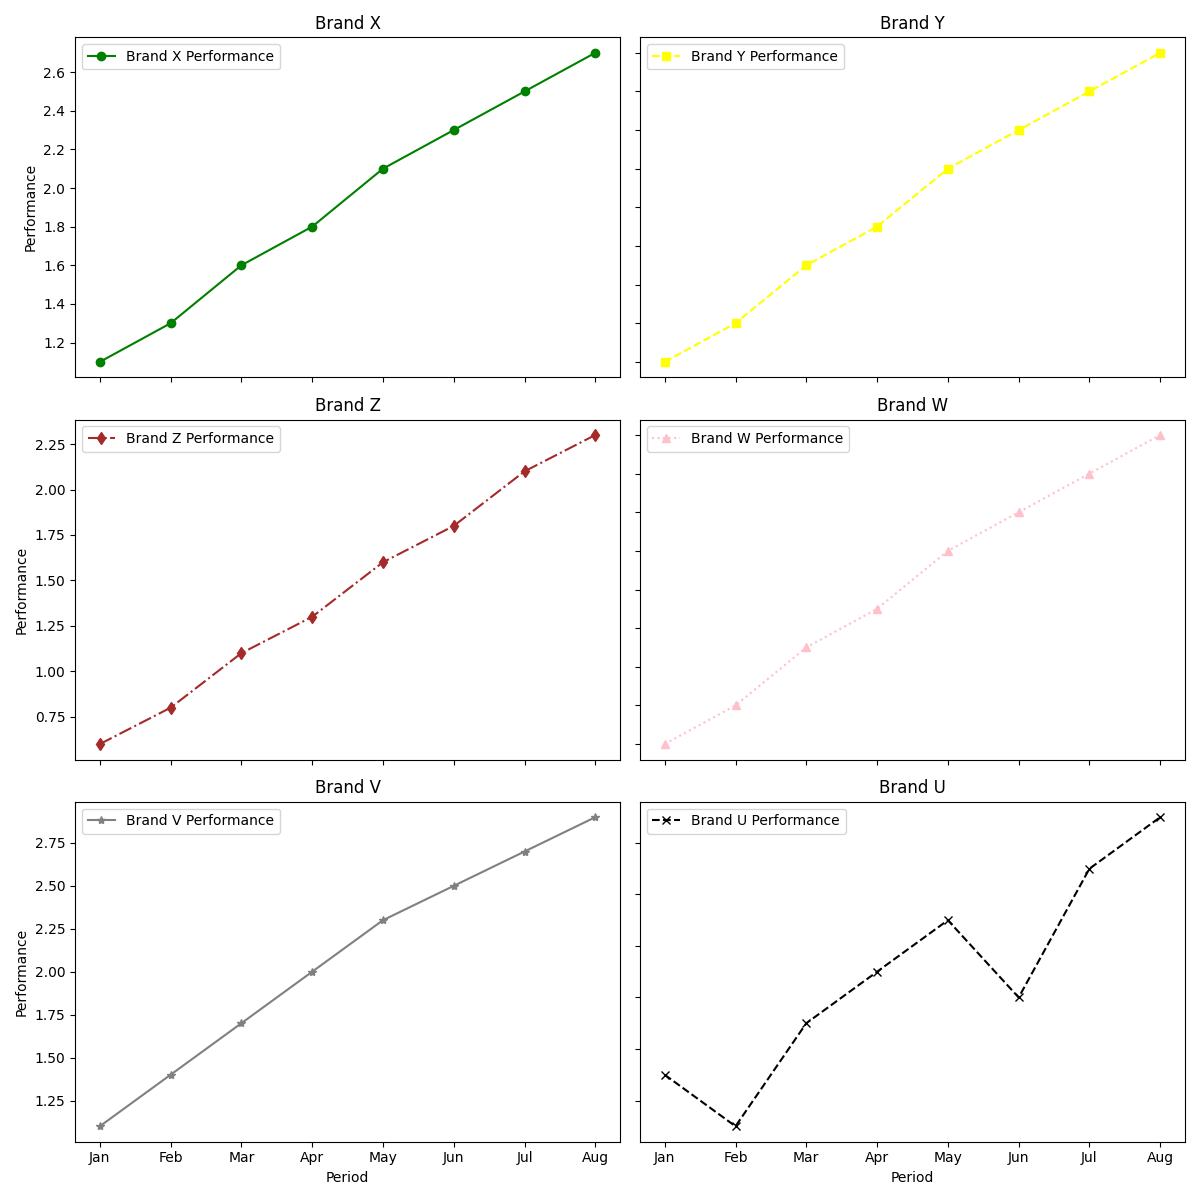 Brand X
Brand X Performance
Performance
2.6
2.4
2.2
2.0
1.8
1.6
1.4
1.2
Brand Y
Brand Y Performance
Brand Z
Brand Z Performance
Performance
2.25
2.00
1.75
1.50
1.25
1.00
0.75
Brand W
Brand W Performance
Brand V
Brand V Performance
Performance
2.75
2.50
2.25
2.00
1.75
1.50
1.25
Jan Feb Mar Apr May Jun Jul Aug
Period
Brand U
Brand U Performance
Jan Feb Mar Apr May Jun Jul Aug
Period